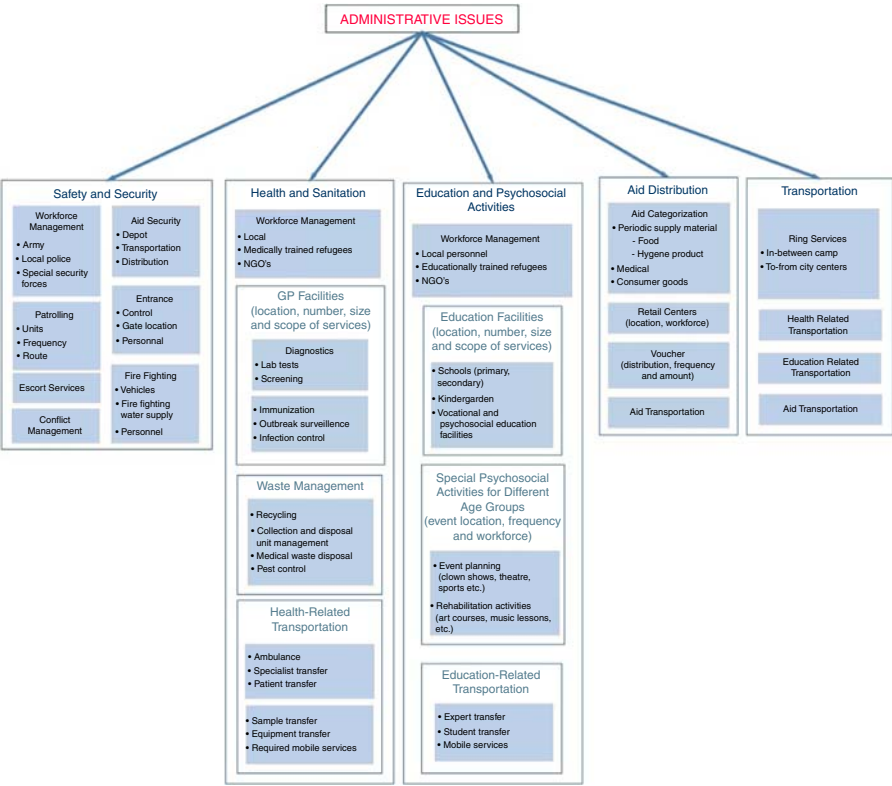 ADMINISTRATIVE ISSUES
Safety and Security
Workforce
Management
• Army
• Local police
• Special security
forces
Patrolling
• Units
• Frequency
• Route
Escort Services
Conflict
Management
Aid Security
• Depot
• Transportation
• Distribution
Entrance
• Control
• Gate location
• Personnal
Fire Fighting
• Vehicles
• Fire fighting
water supply
• Personnel
Health and Sanitation
Workforce Management
• Local
• Medically trained refugees
• NGO's
GP Facilities
(location, number, size
and scope of services)
Diagnostics
• Lab tests
• Screening
• Immunization
• Outbreak surveillence
• Infection control
Waste Management
• Recycling
• Collection and disposal
unit management
• Medical waste disposal
• Pest control
Health-Related
Transportation
• Ambulance
• Specialist transfer
• Patient transfer
• Sample transfer
• Equipment transfer
• Required mobile services
Education and Psychosocial
Activities
Workforce Management
• Local personnel
• Educationally trained refugees
• NGO's
Education Facilities
(location, number, size
and scope of services)
• Schools (primary,
secondary)
• Kindergarden
• Vocational and
psychosocial education
facilities
Special Psychosocial
Activities for Different
Age Groups
(event location, frequency
and workforce)
• Event planning
(clown shows, theatre,
sports etc.)
• Rehabilitation activities
(art courses, music lessons,
etc.)
Education-Related
Transportation
• Expert transfer
• Student transfer
• Mobile services
Aid Distribution
Aid Categorization
• Periodic supply material
- Food
- Hygene product
• Medical
• Consumer goods
Retail Centers
(location, workforce)
Voucher
(distribution, frequency
and amount)
Aid Transportation
Transportation
Ring Services
• In-between camp
• To-from city centers
Health Related
Transportation
Education Related
Transportation
Aid Transportation